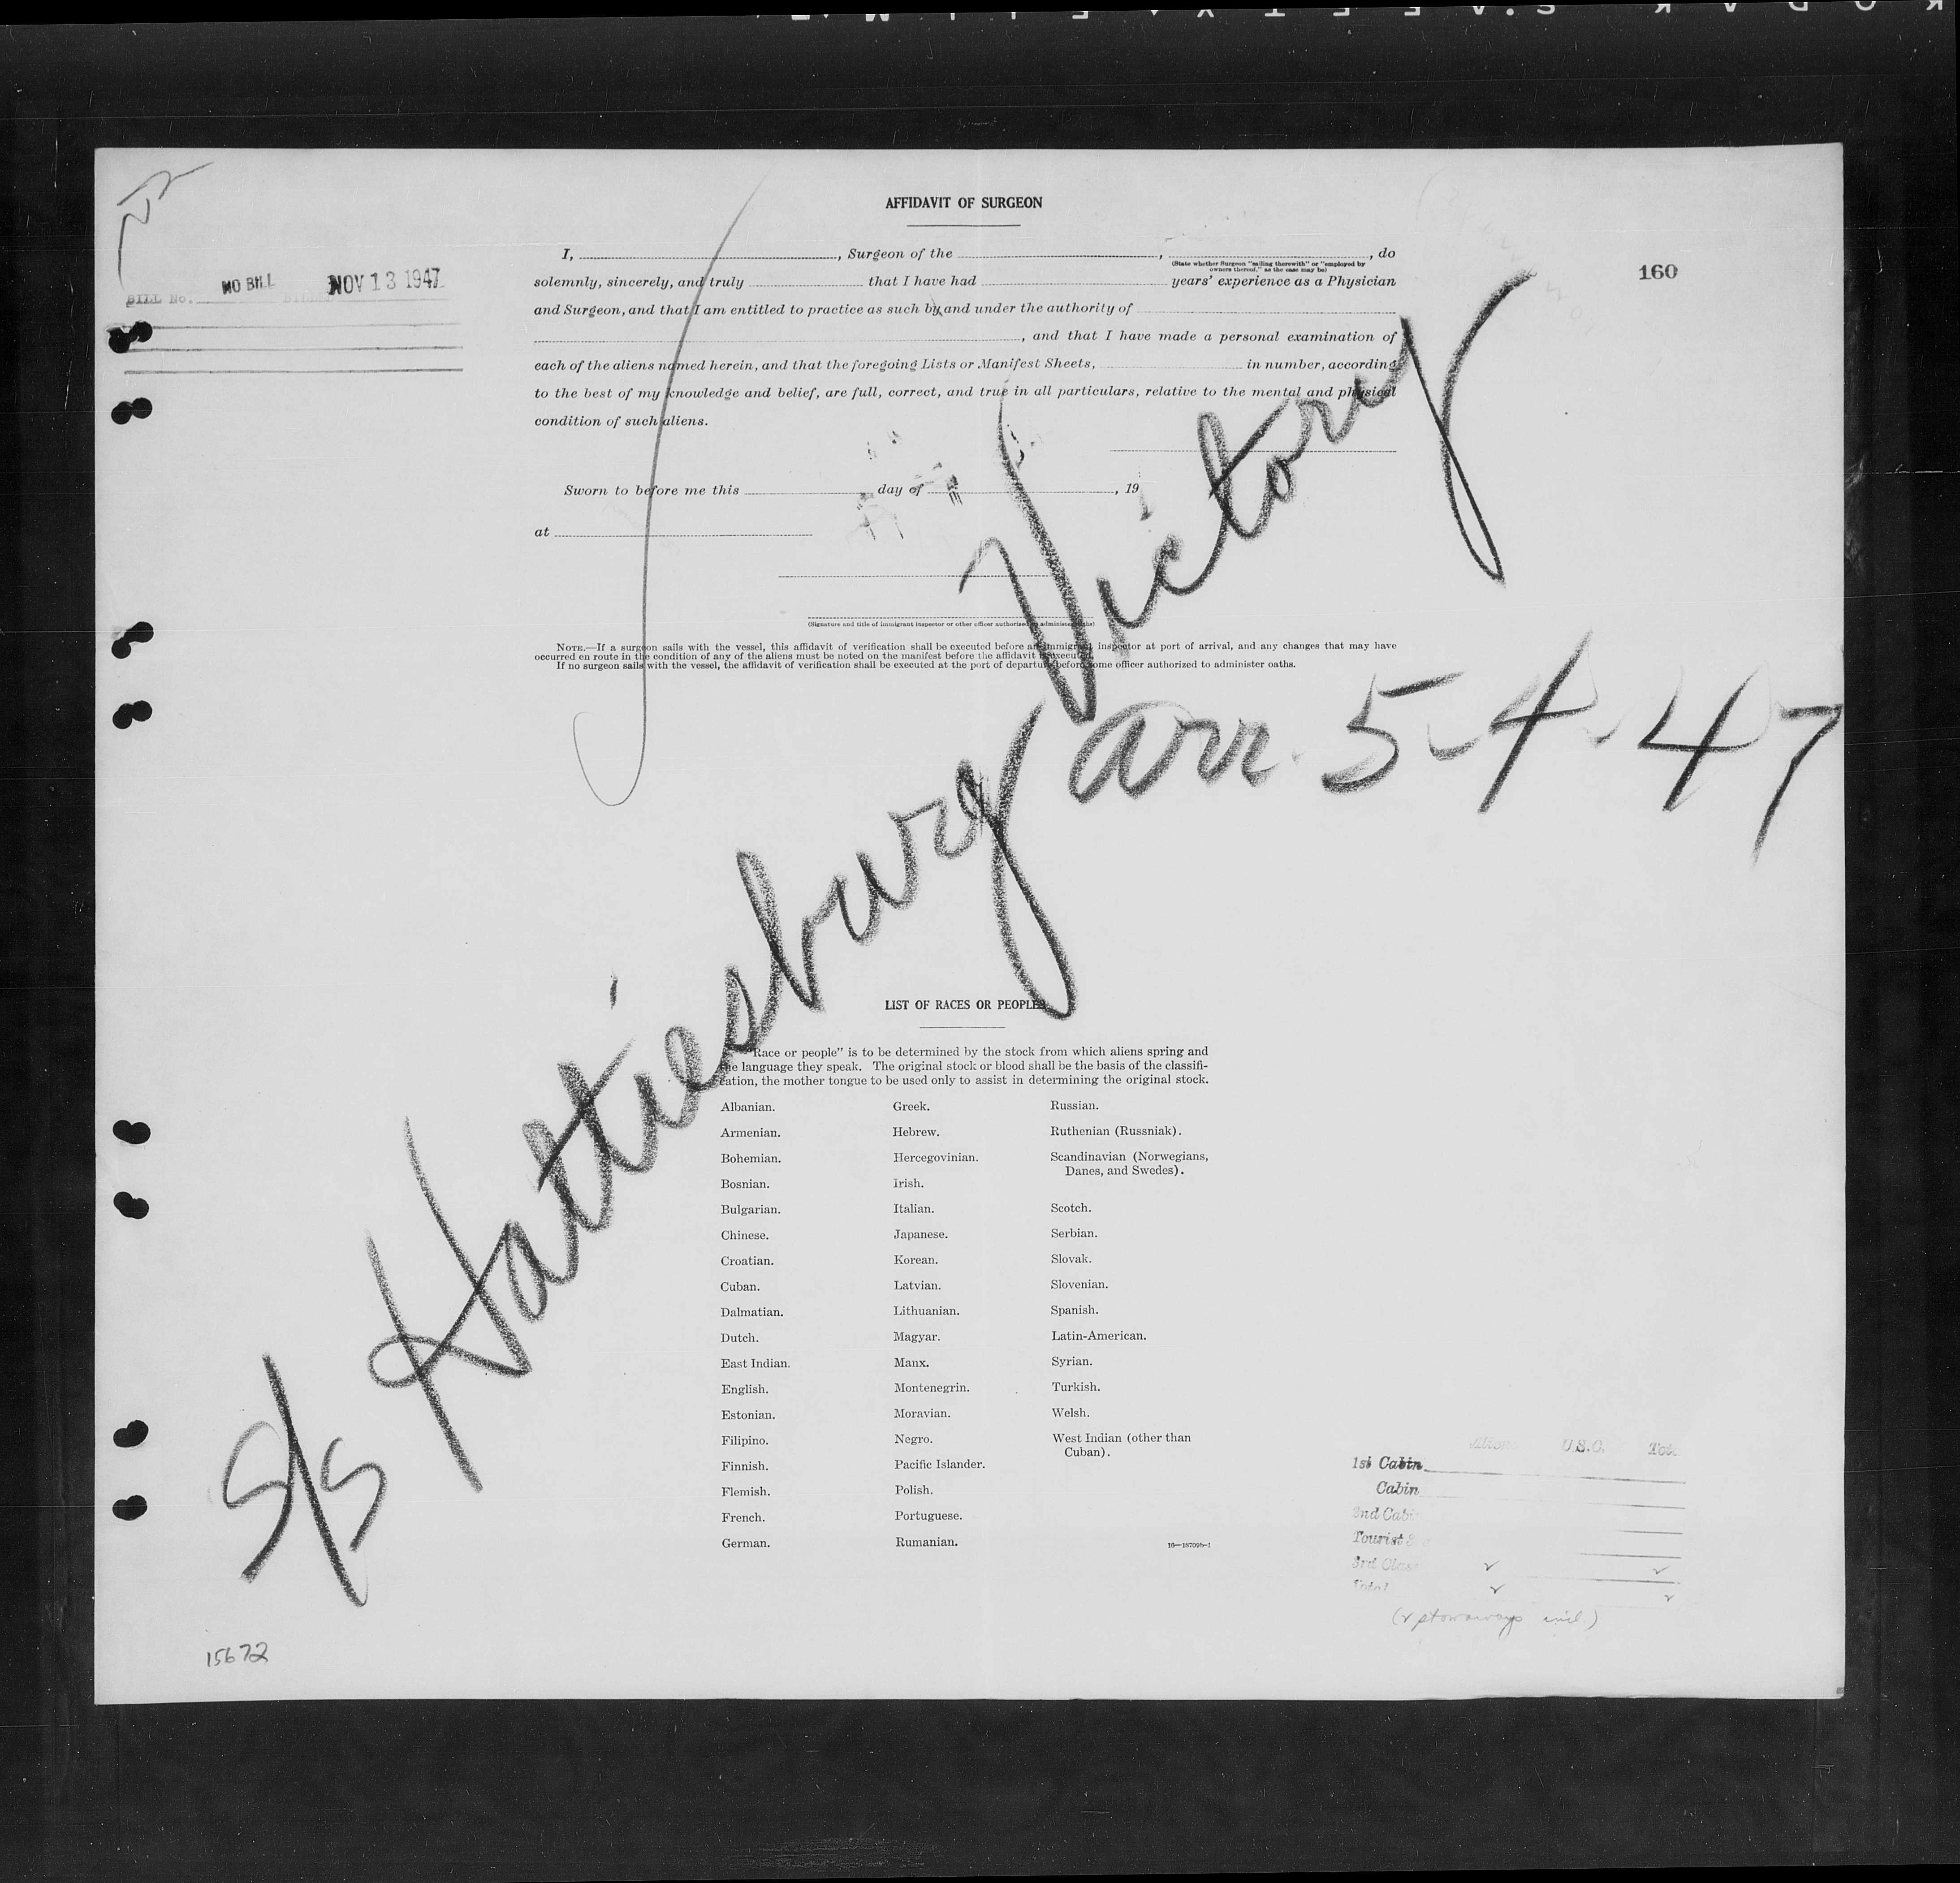 AFFIDAVIT OF SURGEON
I, , Surgeon of the , , do
(State whether Surgeon "sailing therewith" or "employed by
owners thereof," as the case may be)
solemnly, sincerely, and truly that I have had years' experience as a Physician
and Surgeon, and that I am entitled to practice as such by and under the authority of
, and that I have made a personal examination of
each of the aliens named herein, and that the foregoing Lists or Manifest Sheets, in number, according
to the best of my knowledge and belief, are full, correct, and true in all particulars, relative to the mental and physical
condition of such aliens.
Sworn to before me this day of , 19
at
(Signature and title of immigrant inspector or other officer authorized to administer oaths)
NOTE.—If a surgeon sails with the vessel, this affidavit of verification shall be executed before an immigrant inspector at port of arrival, and any changes that may have
occurred en route in the condition of any of the aliens must be noted on the manifest before the affidavit is executed.
If no surgeon sails with the vessel, the affidavit of verification shall be executed at the port of departure before some officer authorized to administer oaths.
BILL No. NO BILL NOV 13 1947
160
S/S Hattiesburg Victory
arr. 5-4-47
LIST OF RACES OR PEOPLES
"Race or people" is to be determined by the stock from which aliens spring and
the language they speak. The original stock or blood shall be the basis of the classifi-
cation, the mother tongue to be used only to assist in determining the original stock.
Albanian.
Armenian.
Bohemian.
Bosnian.
Bulgarian.
Chinese.
Croatian.
Cuban.
Dalmatian.
Dutch.
East Indian.
English.
Estonian.
Filipino.
Finnish.
Flemish.
French.
German.
Greek.
Hebrew.
Hercegovinian.
Irish.
Italian.
Japanese.
Korean.
Latvian.
Lithuanian.
Magyar.
Manx.
Montenegrin.
Moravian.
Negro.
Pacific Islander.
Polish.
Portuguese.
Rumanian.
Russian.
Ruthenian (Russniak).
Scandinavian (Norwegians,
Danes, and Swedes).
Scotch.
Serbian.
Slovak.
Slovenian.
Spanish.
Latin-American.
Syrian.
Turkish.
Welsh.
West Indian (other than
Cuban).
U.S.C.
1st Cabin
Cabin
2nd Cabi
Tourist
3rd Clas
Total
stowaways incl.)
15672